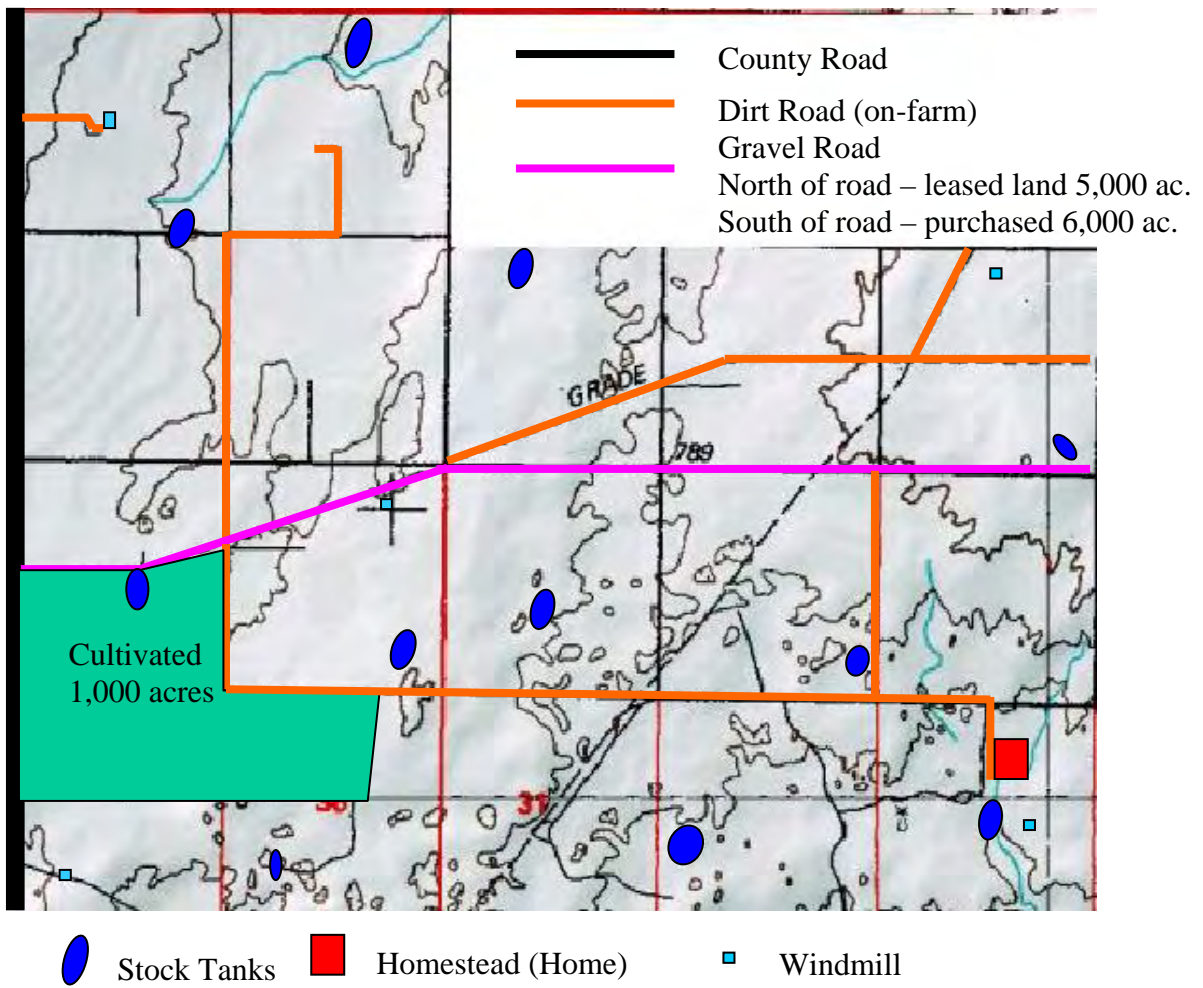 County Road
Dirt Road (on-farm)
Gravel Road
North of road – leased land 5,000 ac.
South of road – purchased 6,000 ac.
GRADE
789
Cultivated
1,000 acres
31
Stock Tanks
Homestead (Home)
Windmill